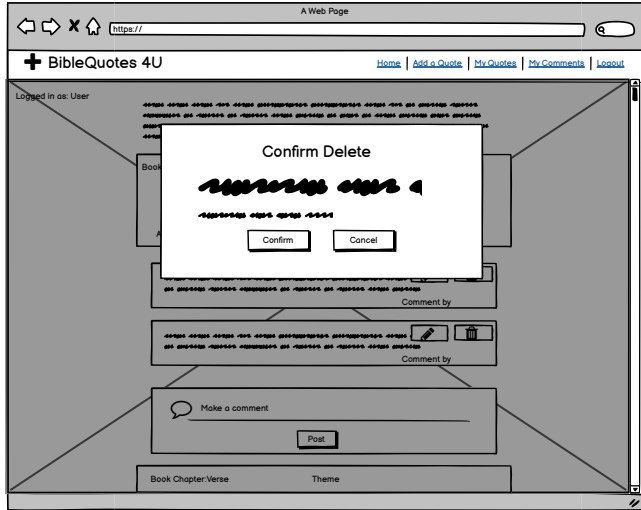 A Web Page
https://
BibleQuotes 4U
Home | Add a Quote | My Quotes | My Comments | Logout
Logged in as: User
Confirm Delete
Book
A
Confirm Cancel
Comment by
Comment by
Make a comment
Post
Book Chapter:Verse Theme